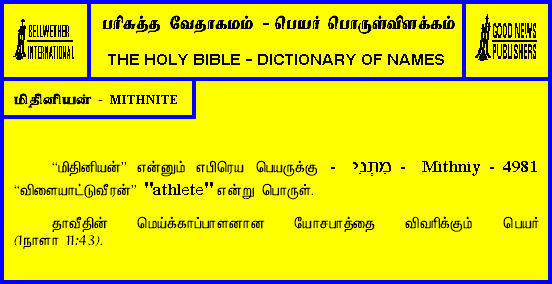 BELLWETHER
INTERNATIONAL
பரிசுத்த வேதாகமம் - பெயர் பொருள்விளக்கம்
THE HOLY BIBLE - DICTIONARY OF NAMES
GOOD NEWS
PUBLISHERS
மிதினியன் - MITHNITE
“மிதினியன்” என்னும் எபிரெய பெயருக்கு - מִתְנִי - Mithniy - 4981
“விளையாட்டுவீரன்” "athlete" என்று பொருள்.
தாவீதின் மெய்க்காப்பாளனான யோசபாத்தை விவரிக்கும் பெயர்
(1நாளா 11:43).